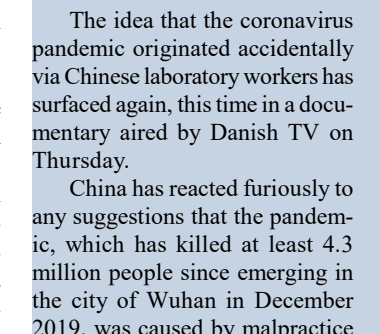 The idea that the coronavirus
pandemic originated accidentally
via Chinese laboratory workers has
surfaced again, this time in a docu-
mentary aired by Danish TV on
Thursday.
China has reacted furiously to
any suggestions that the pandem-
ic, which has killed at least 4.3
million people since emerging in
the city of Wuhan in December
2019, was caused by malpractice